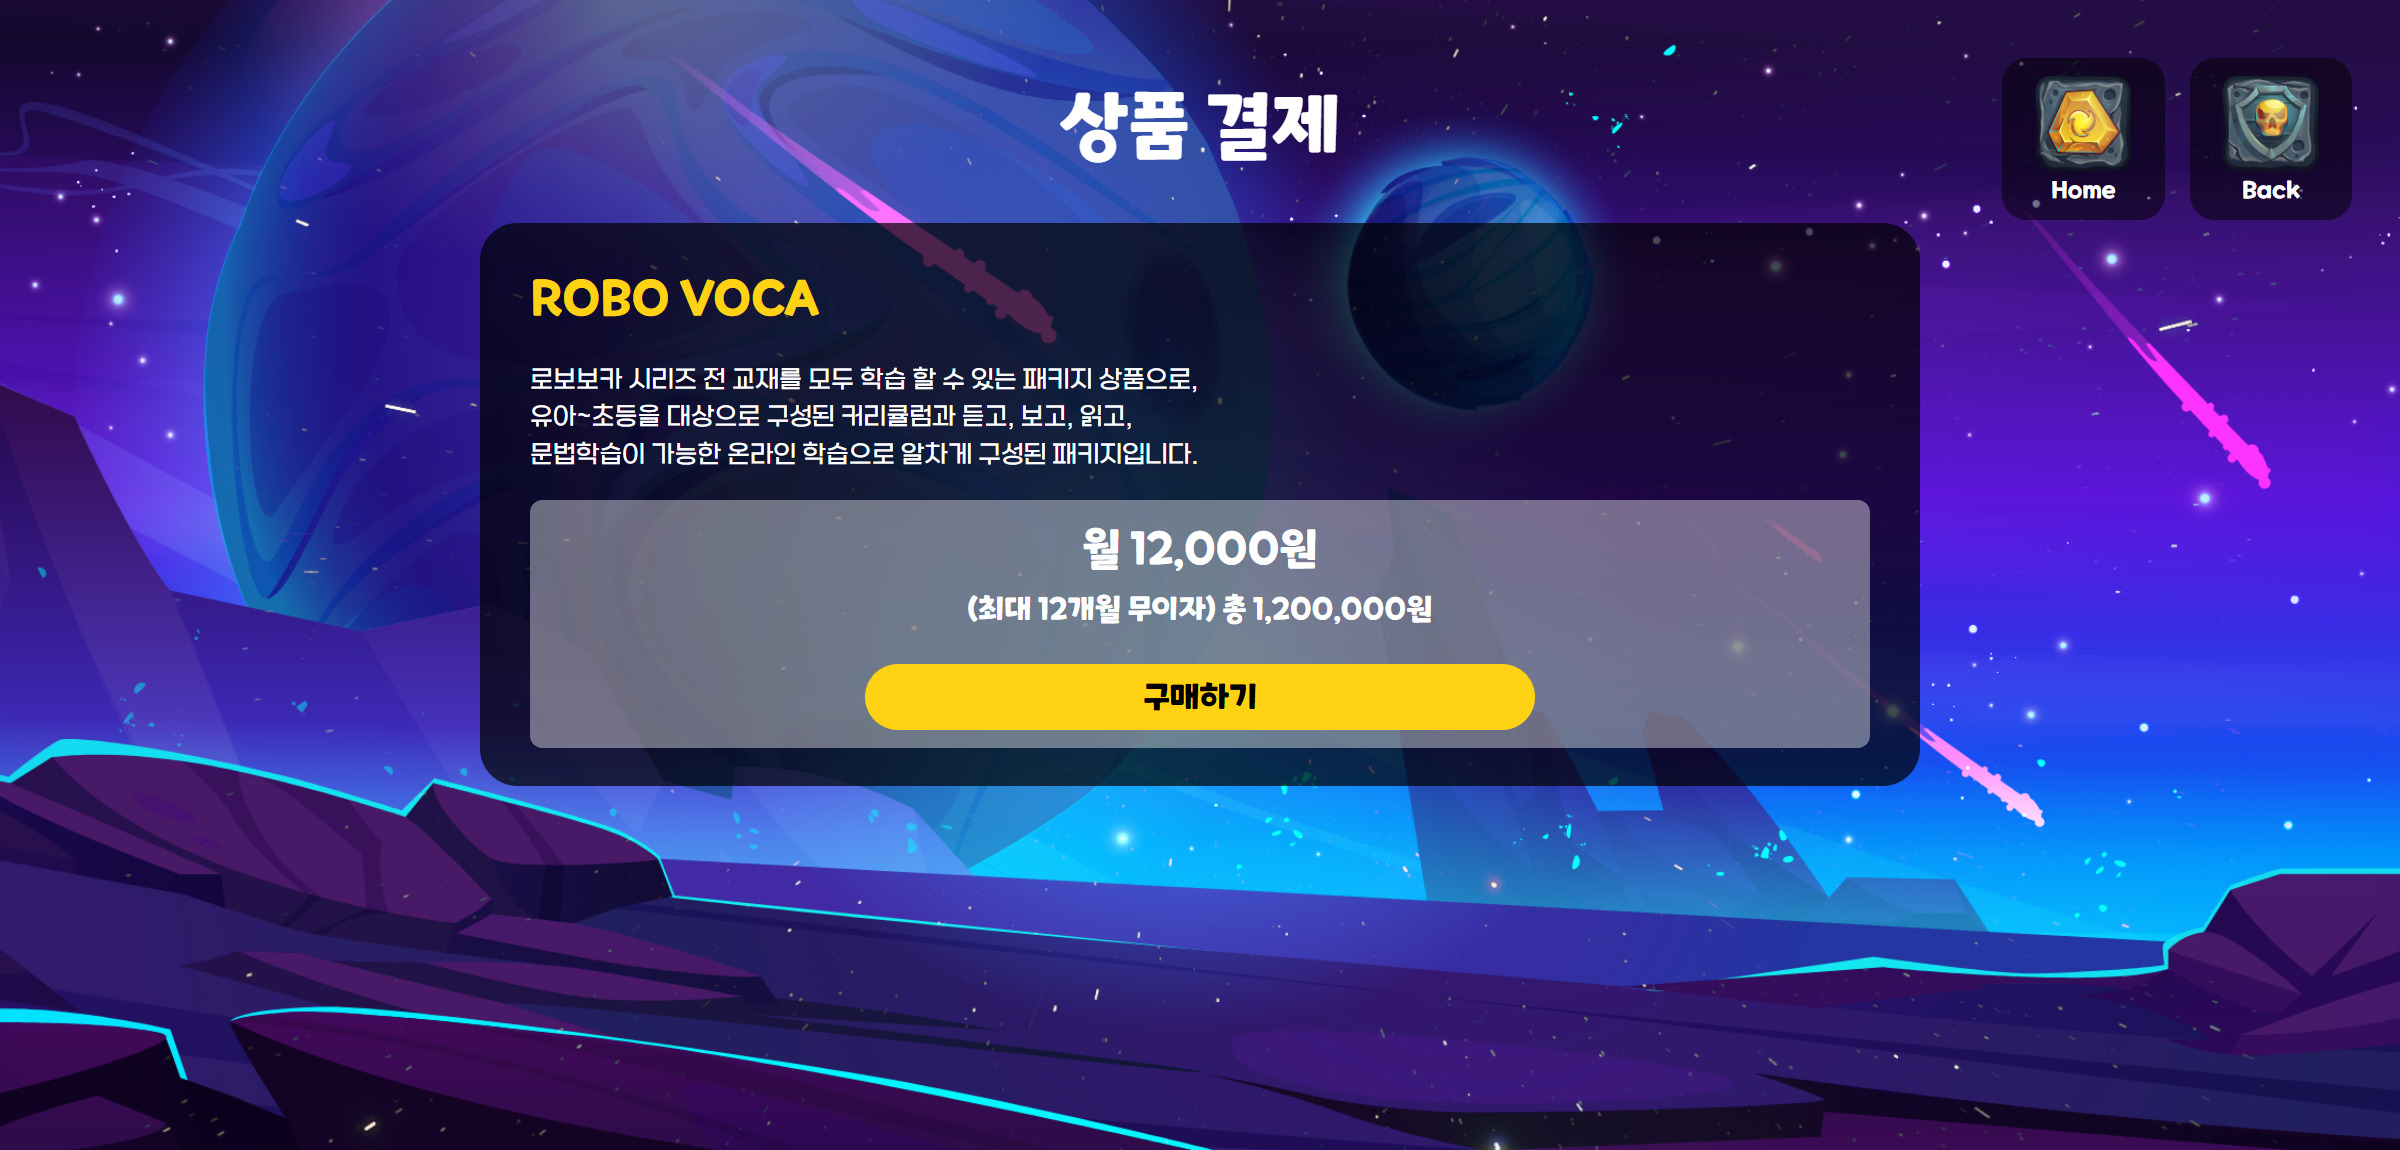 상품 결제
Home
Back
ROBO VOCA
로보보카 시리즈 전 교재를 모두 학습 할 수 있는 패키지 상품으로,
유아~초등을 대상으로 구성된 커리큘럼과 듣고, 보고, 읽고,
문법학습이 가능한 온라인 학습으로 알차게 구성된 패키지입니다.
월 12,000원
(최대 12개월 무이자) 총 1,200,000원
구매하기